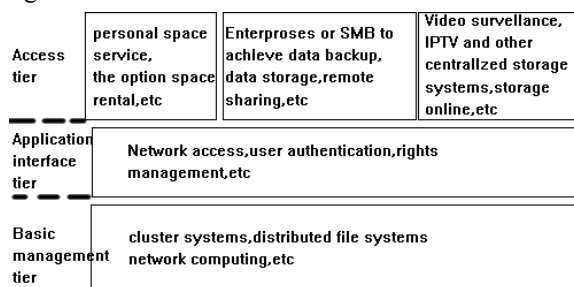 Access
tier
personal space
service,
the option space
rental,etc
Enterproses or SMB to
achleve data backup,
data storage,remote
sharing,etc
Video survellance,
IPTV and other
centrallzed storage
systems,storage
online,etc
Application
interface
tier
Network access,user authentication,rights
management,etc
Basic
management
tier
cluster systems,distributed file systems
network computing,etc